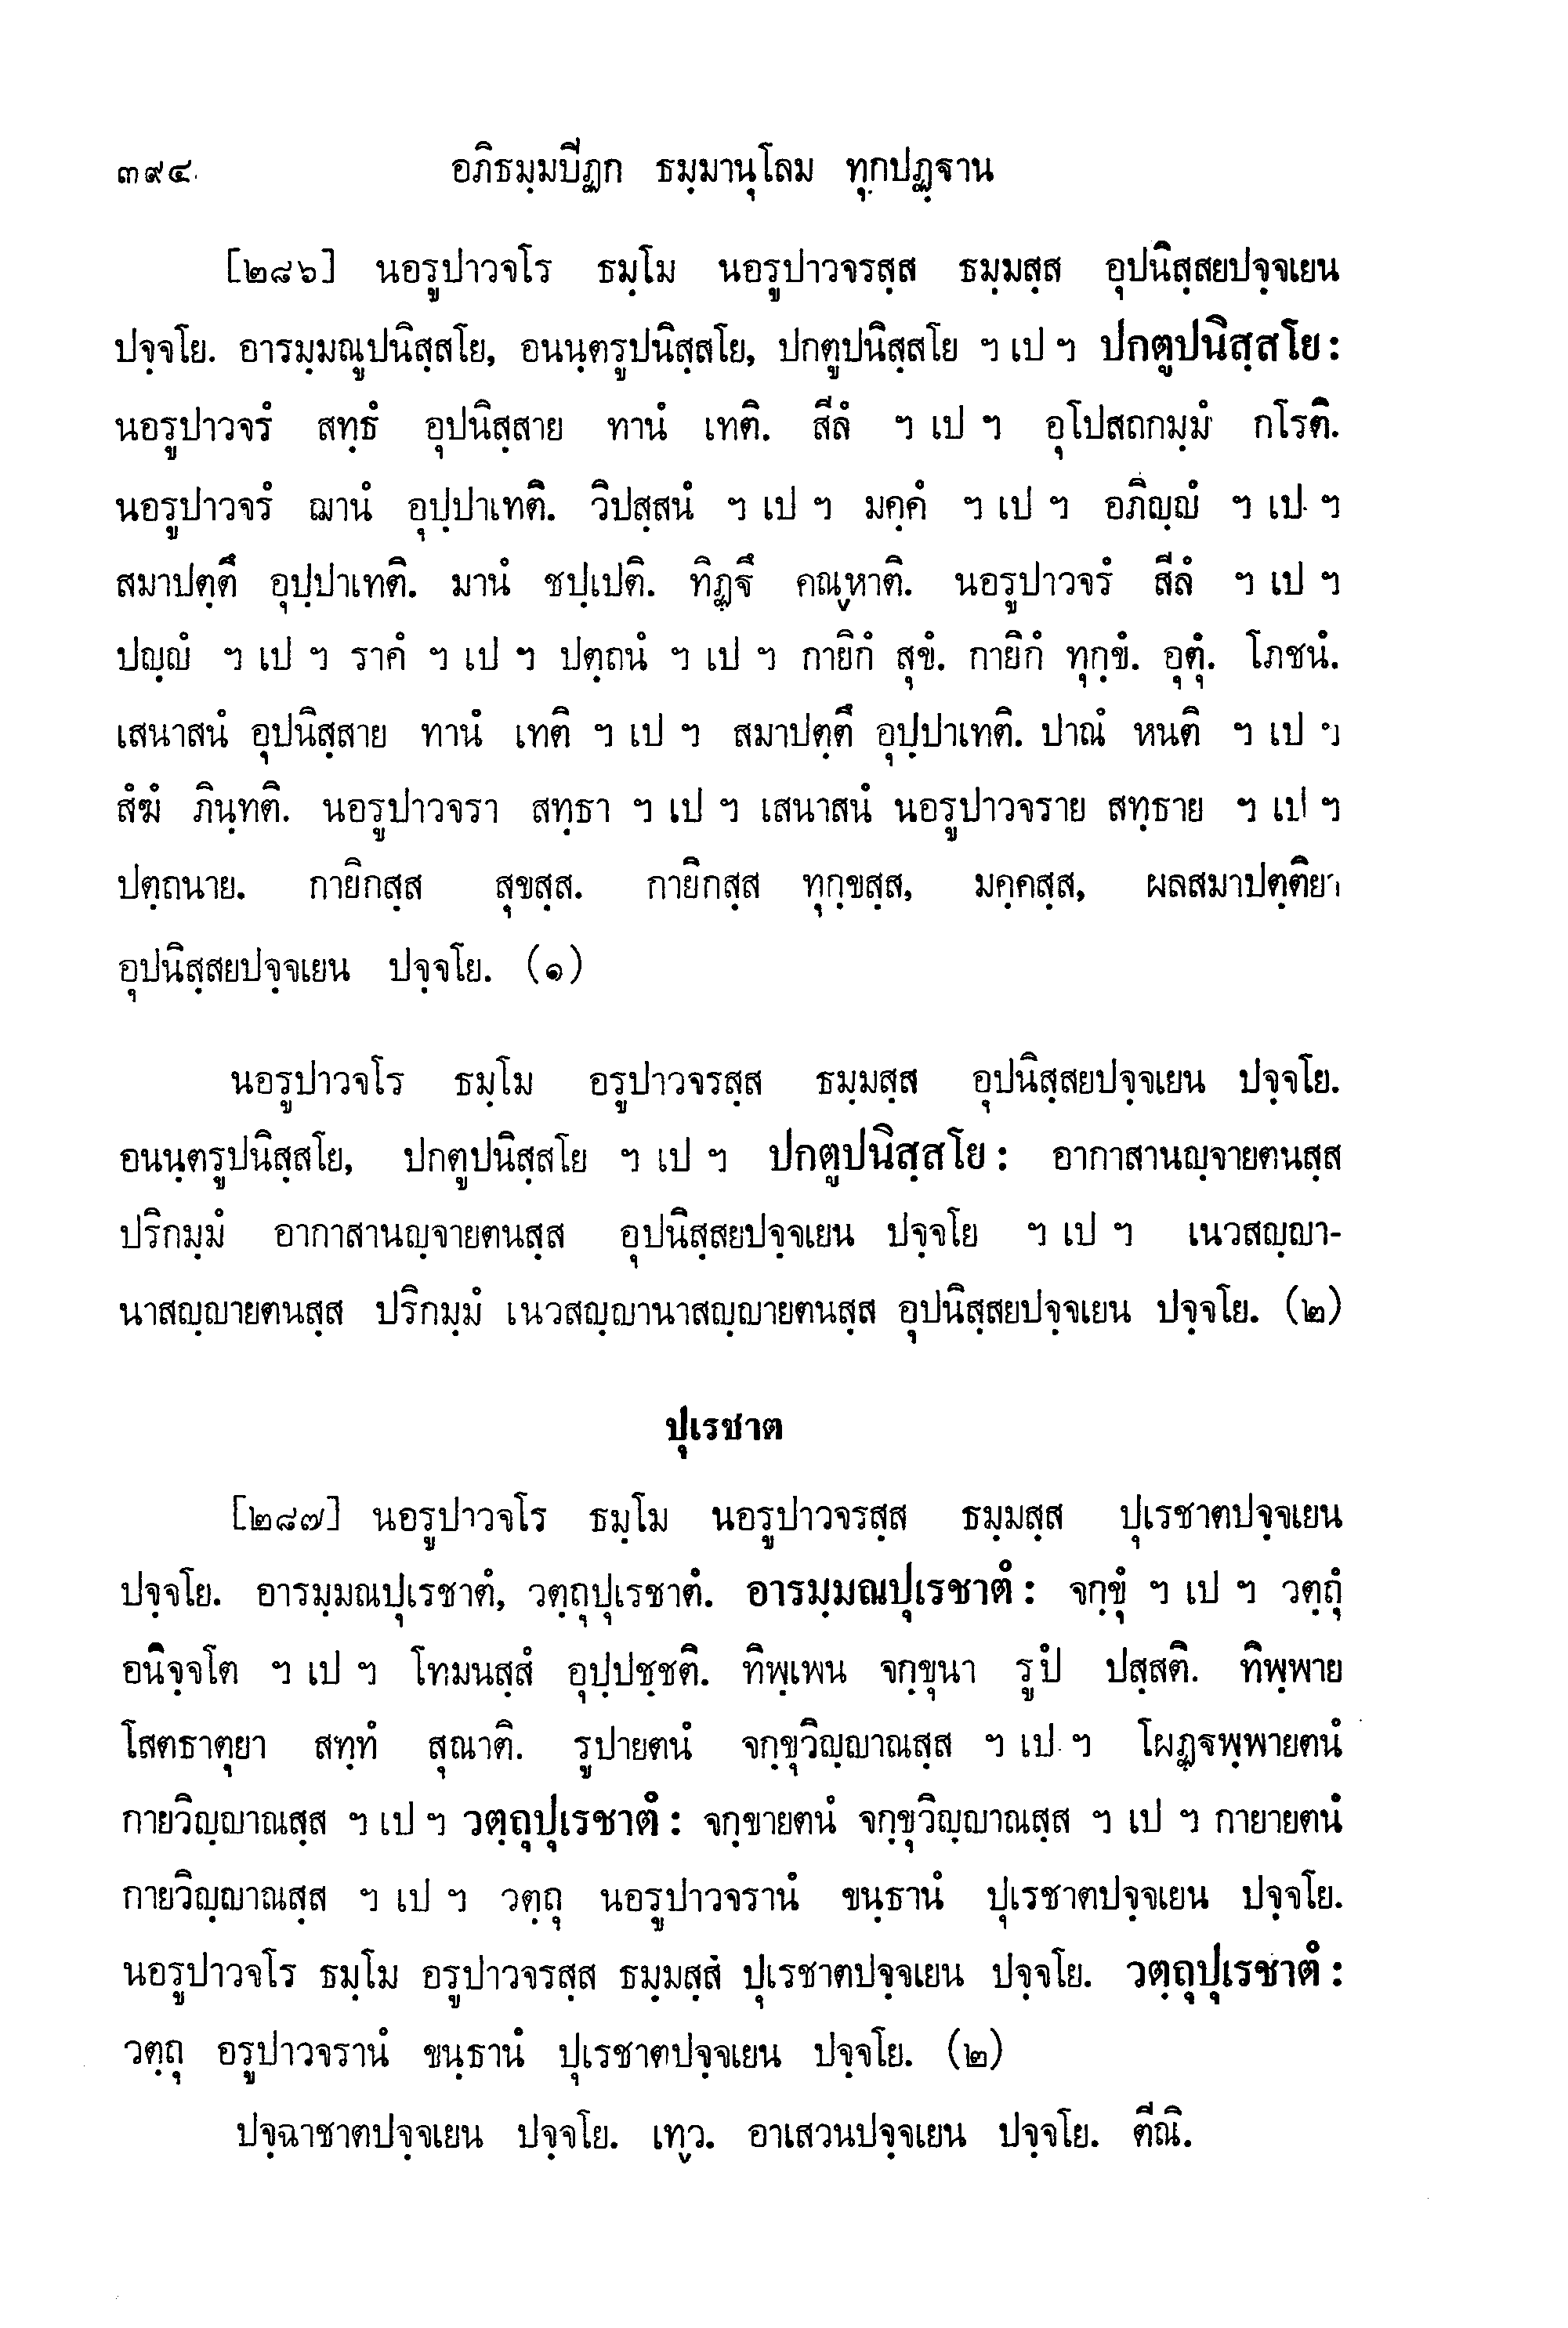 ๓๙๔ อภิธมฺมปีฏก ธมฺมานุโลม ทุกปฏฺฐาน
[๒๘๖] นอรูปาวจโร ธมฺโม นอรูปาวจรสฺส ธมฺมสฺส อุปนิสฺสยปจฺจเยน
ปจฺจโย. อารมฺมณูปนิสฺสโย, อนนฺตรูปนิสฺสโย, ปกตูปนิสฺสโย ฯ เป ฯ ปกตูปนิสฺสโย :
นอรูปาวจรํ สทฺธํ อุปนิสฺสาย ทานํ เทติ. สีลํ ฯ เป ฯ อุโปสถกมฺมํ กโรติ.
นอรูปาวจรํ ฌานํ อุปฺปาเทติ. วิปสฺสนํ ฯ เป ฯ มคฺคํ ฯ เป ฯ อภิญฺญํ ฯ เป ฯ
สมาปตฺตึ อุปฺปาเทติ. มานํ ชปฺเปติ. ทิฏฺฐึ คณฺหาติ. นอรูปาวจรํ สีลํ ฯ เป ฯ
ปญฺญํ ฯ เป ฯ ราคํ ฯ เป ฯ ปตฺถนํ ฯ เป ฯ กายิกํ สุขํ. กายิกํ ทุกฺขํ. อุตุํ. โภชนํ.
เสนาสนํ อุปนิสฺสาย ทานํ เทติ ฯ เป ฯ สมาปตฺตึ อุปฺปาเทติ. ปาณํ หนติ ฯ เป ฯ
สํฆํ ภินฺทติ. นอรูปาวจรา สทฺธา ฯ เป ฯ เสนาสนํ นอรูปาวจราย สทฺธาย ฯ เป ฯ
ปตฺถนาย. กายิกสฺส สุขสฺส. กายิกสฺส ทุกฺขสฺส, มคฺคสฺส, ผลสมาปตฺติยา
อุปนิสฺสยปจฺจเยน ปจฺจโย. (๑)
นอรูปาวจโร ธมฺโม อรูปาวจรสฺส ธมฺมสฺส อุปนิสฺสยปจฺจเยน ปจฺจโย.
อนนฺตรูปนิสฺสโย, ปกตูปนิสฺสโย ฯ เป ฯ ปกตูปนิสฺสโย : อากาสานญฺจายตนสฺส
ปริกมฺมํ อากาสานญฺจายตนสฺส อุปนิสฺสยปจฺจเยน ปจฺจโย ฯ เป ฯ เนวสญฺญา-
นาสญฺญายตนสฺส ปริกมฺมํ เนวสญฺญานาสญฺญายตนสฺส อุปนิสฺสยปจฺจเยน ปจฺจโย. (๒)
ปุเรชาต
[๒๘๗] นอรูปาวจโร ธมฺโม นอรูปาวจรสฺส ธมฺมสฺส ปุเรชาตปจฺจเยน
ปจฺจโย. อารมฺมณปุเรชาตํ, วตฺถุปุเรชาตํ. อารมฺมณปุเรชาตํ : จกฺขุํ ฯ เป ฯ วตฺถุํ
อนิจฺจโต ฯ เป ฯ โทมนสฺสํ อุปฺปชฺชติ. ทิพฺเพน จกฺขุนา รูปํ ปสฺสติ. ทิพฺพาย
โสตธาตุยา สทฺทํ สุณาติ. รูปายตนํ จกฺขุวิญฺญาณสฺส ฯ เป ฯ โผฏฺฐพฺพายตนํ
กายวิญฺญาณสฺส ฯ เป ฯ วตฺถุปุเรชาตํ : จกฺขายตนํ จกฺขุวิญฺญาณสฺส ฯ เป ฯ กายายตนํ
กายวิญฺญาณสฺส ฯ เป ฯ วตฺถุ นอรูปาวจรานํ ขนฺธานํ ปุเรชาตปจฺจเยน ปจฺจโย.
นอรูปาวจโร ธมฺโม อรูปาวจรสฺส ธมฺมสฺส ปุเรชาตปจฺจเยน ปจฺจโย. วตฺถุปุเรชาตํ :
วตฺถุ อรูปาวจรานํ ขนฺธานํ ปุเรชาตปจฺจเยน ปจฺจโย. (๒)
ปจฺฉาชาตปจฺจเยน ปจฺจโย. เทฺว. อาเสวนปจฺจเยน ปจฺจโย. ตีณิ.